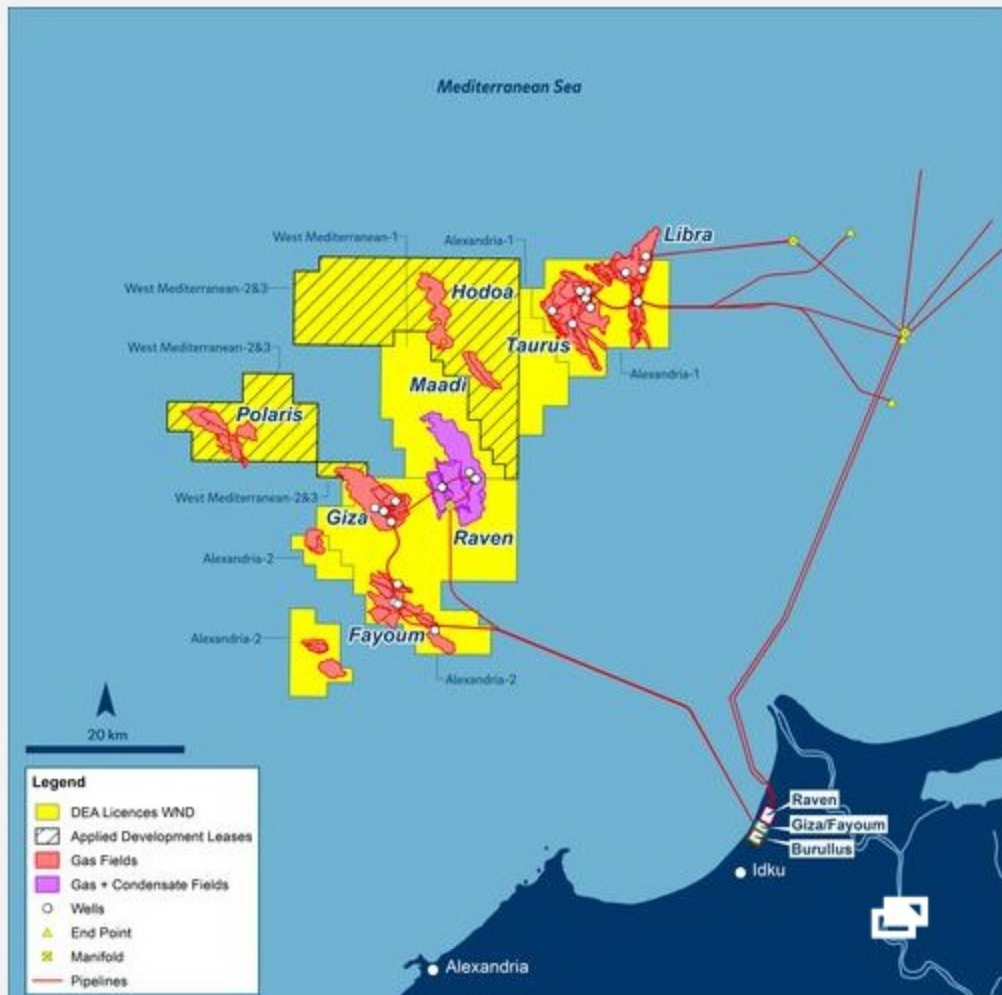 Mediterranean Sea
Libra
West Mediterranean-1
Alexandria-1
West Mediterranean-2&3
Hodoa
West Mediterranean-2&3
Taurus
Alexandria-1
Maadi
Polaris
West Mediterranean-2&3
Giza
Raven
Alexandria-2
Fayoum
Alexandria-2
Alexandria-2
20 km
Legend
DEA Licences WND
Applied Development Leases
Gas Fields
Gas + Condensate Fields
Wells
End Point
Manifold
Pipelines
Raven
Giza/Fayoum
Burullus
Idku
Alexandria